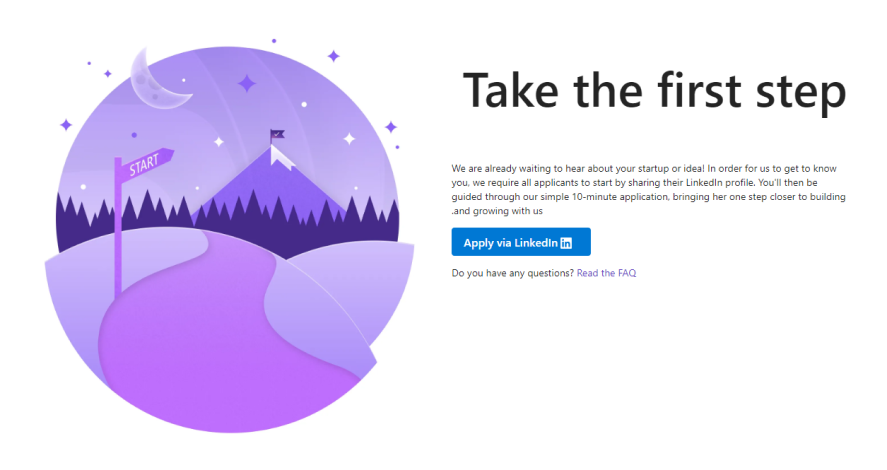 START
Take the first step
We are already waiting to hear about your startup or idea! In order for us to get to know
you, we require all applicants to start by sharing their LinkedIn profile. You'll then be
guided through our simple 10-minute application, bringing her one step closer to building
.and growing with us
Apply via LinkedIn in
Do you have any questions? Read the FAQ